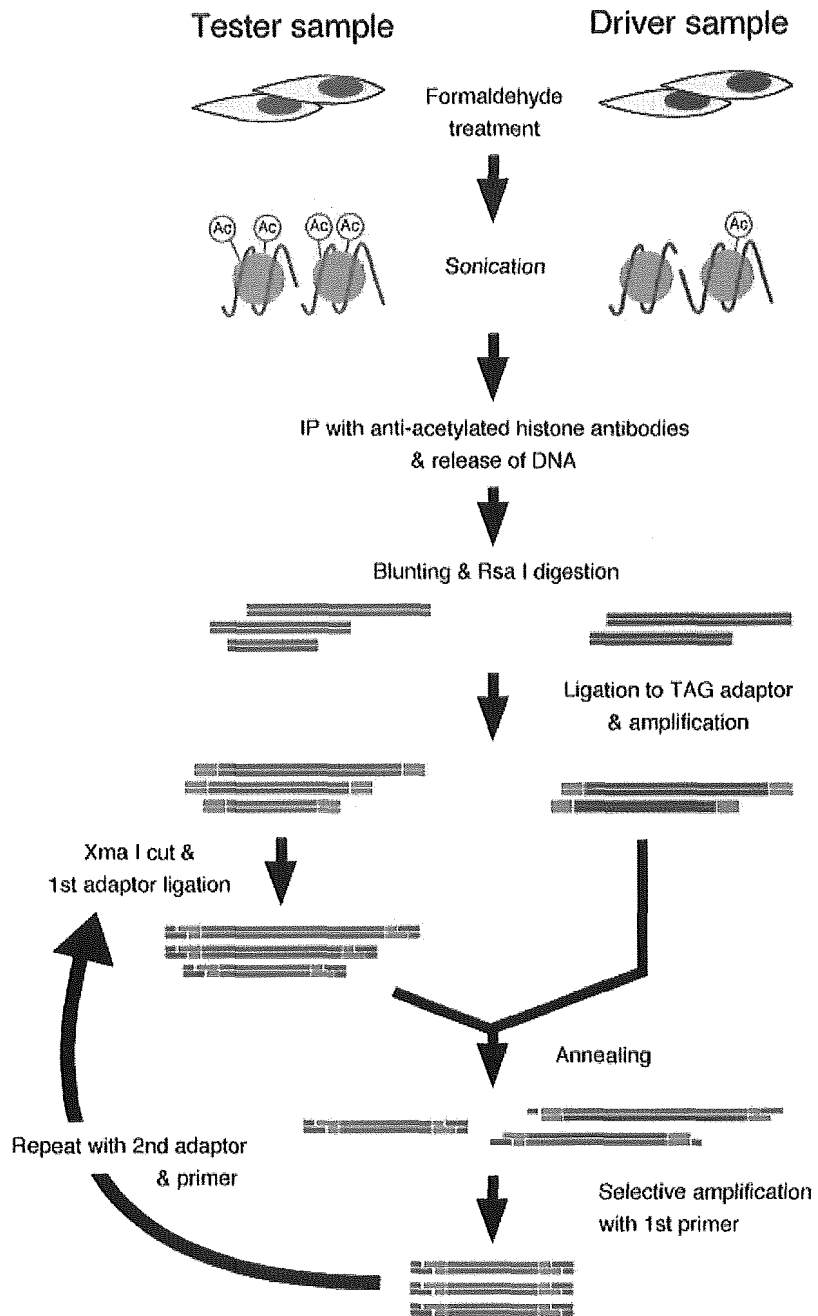 Tester sample
Driver sample
Formaldehyde
treatment
Ac
Ac
Ac
Ac
Ac
Sonication
IP with anti-acetylated histone antibodies
& release of DNA
Blunting & Rsa I digestion
Ligation to TAG adaptor
& amplification
Xma I cut &
1st adaptor ligation
Annealing
Repeat with 2nd adaptor
& primer
Selective amplification
with 1st primer